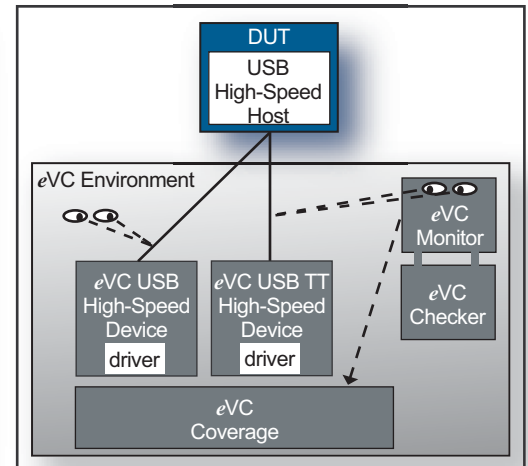 DUT
USB
High-Speed
Host
eVC Environment
eVC
Monitor
eVC
Checker
eVC USB
High-Speed
Device
driver
eVC USB TT
High-Speed
Device
driver
eVC
Coverage